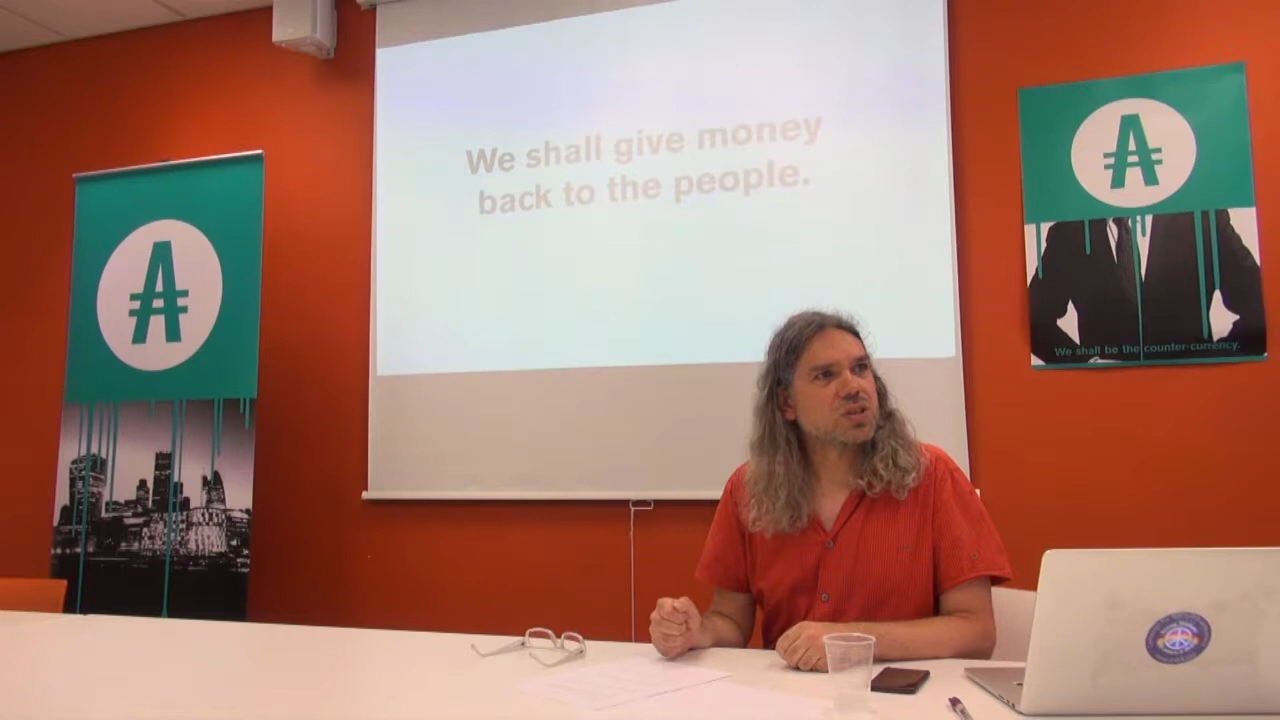 We shall give money
back to the people.
A
A
We shall be the counter-currency.